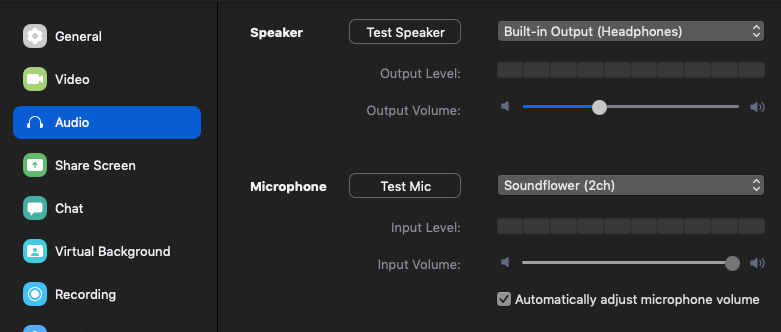 General
Video
Audio
Share Screen
Chat
Virtual Background
Recording
Speaker
Test Speaker
Built-in Output (Headphones)
Output Level:
Output Volume:
Microphone
Test Mic
Soundflower (2ch)
Input Level:
Input Volume:
Automatically adjust microphone volume